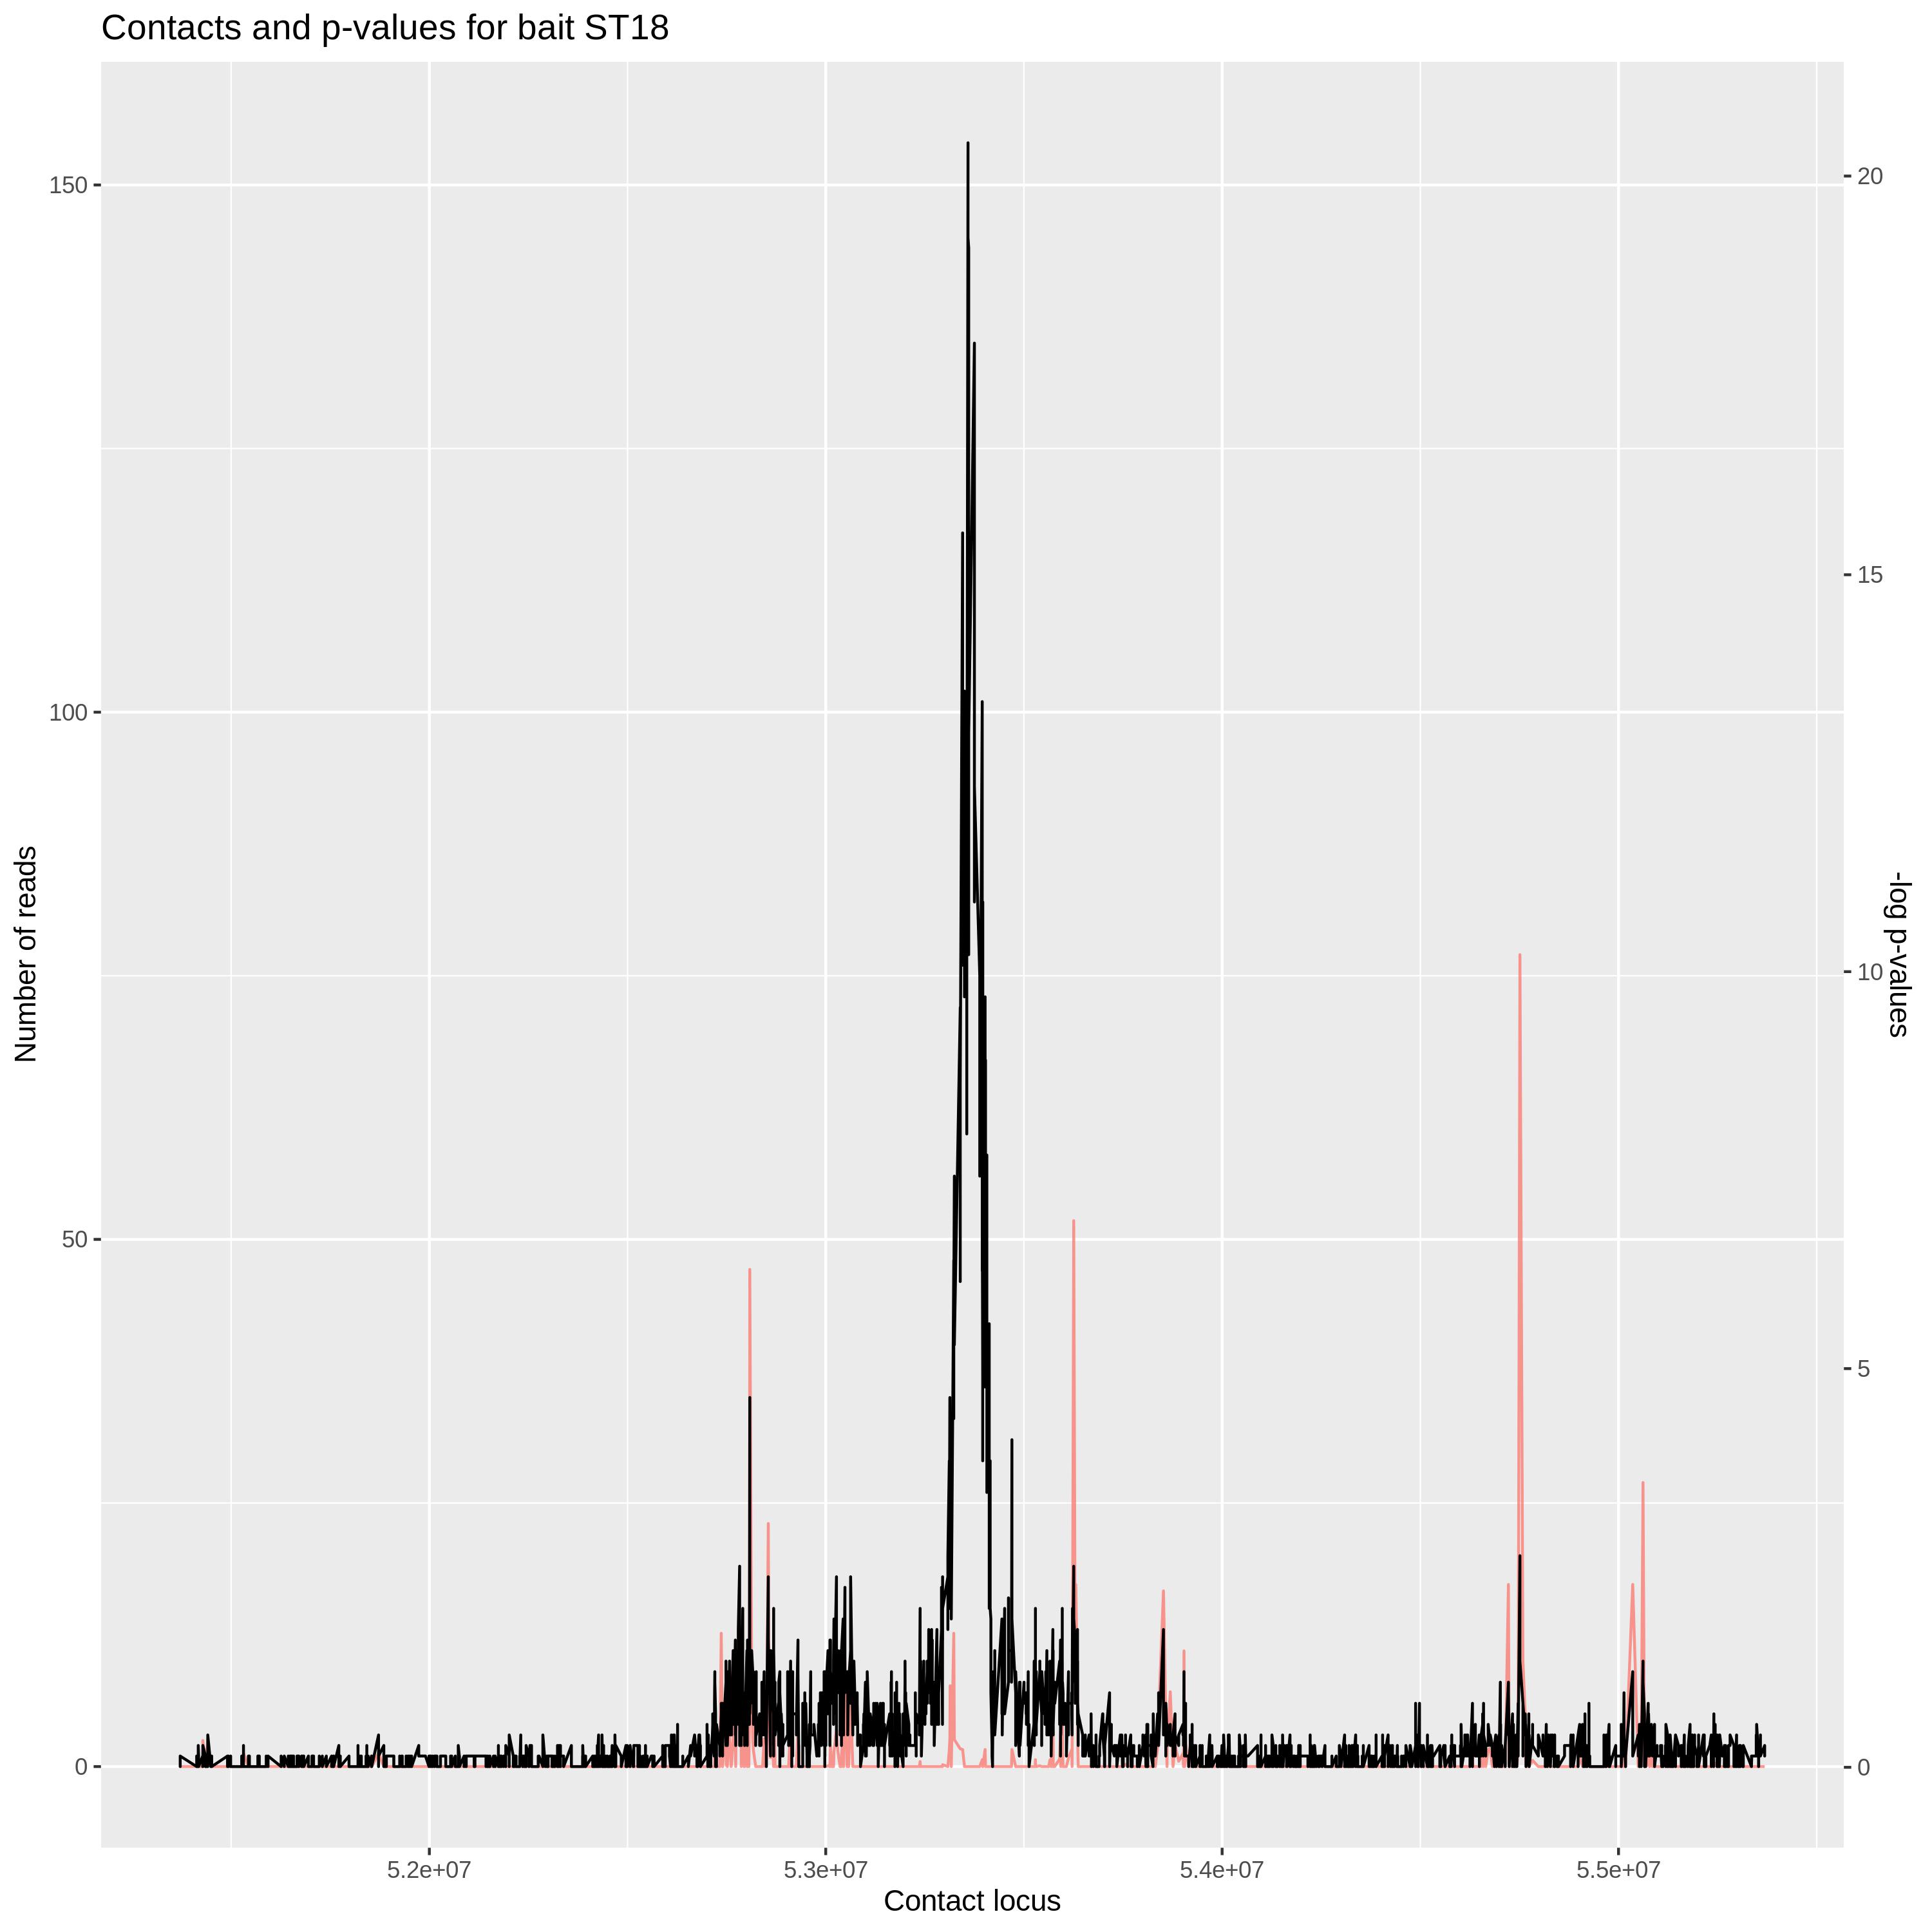 Contacts and p-values for bait ST18
150
100
50
0
Number of reads
20
15
10
5
0
-log p-values
5.2e+07
5.3e+07
5.4e+07
5.5e+07
Contact locus